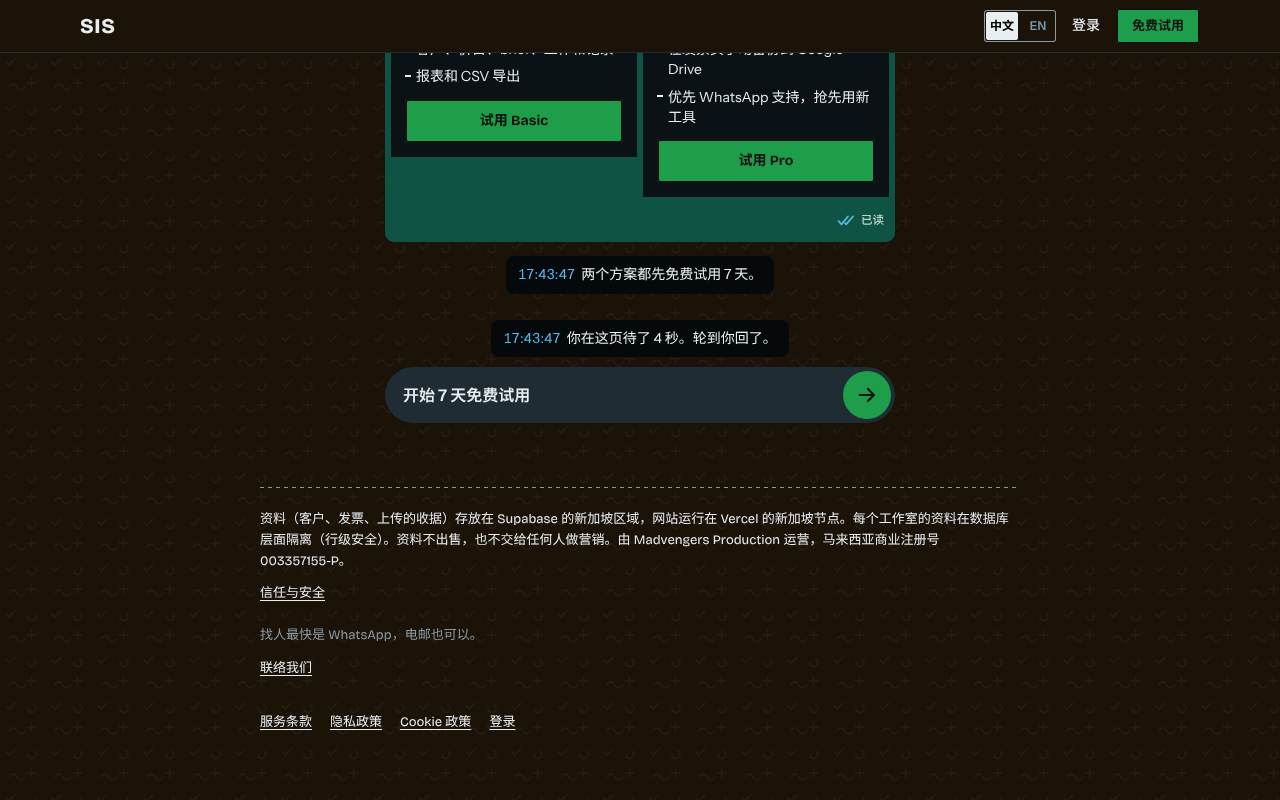 SIS
中文
EN
登录
免费试用
报表和 CSV 导出
试用 Basic
Drive
优先 WhatsApp 支持，抢先用新
工具
试用 Pro
已读
17:43:47 两个方案都先免费试用 7 天。
17:43:47 你在这页待了 4 秒。轮到你回了。
开始 7 天免费试用
资料（客户、发票、上传的收据）存放在 Supabase 的新加坡区域，网站运行在 Vercel 的新加坡节点。每个工作室的资料在数据库
层面隔离（行级安全）。资料不出售，也不交给任何人做营销。由 Madvengers Production 运营，马来西亚商业注册号
003357155-P。
信任与安全
找人最快是 WhatsApp，电邮也可以。
联络我们
服务条款
隐私政策
Cookie 政策
登录